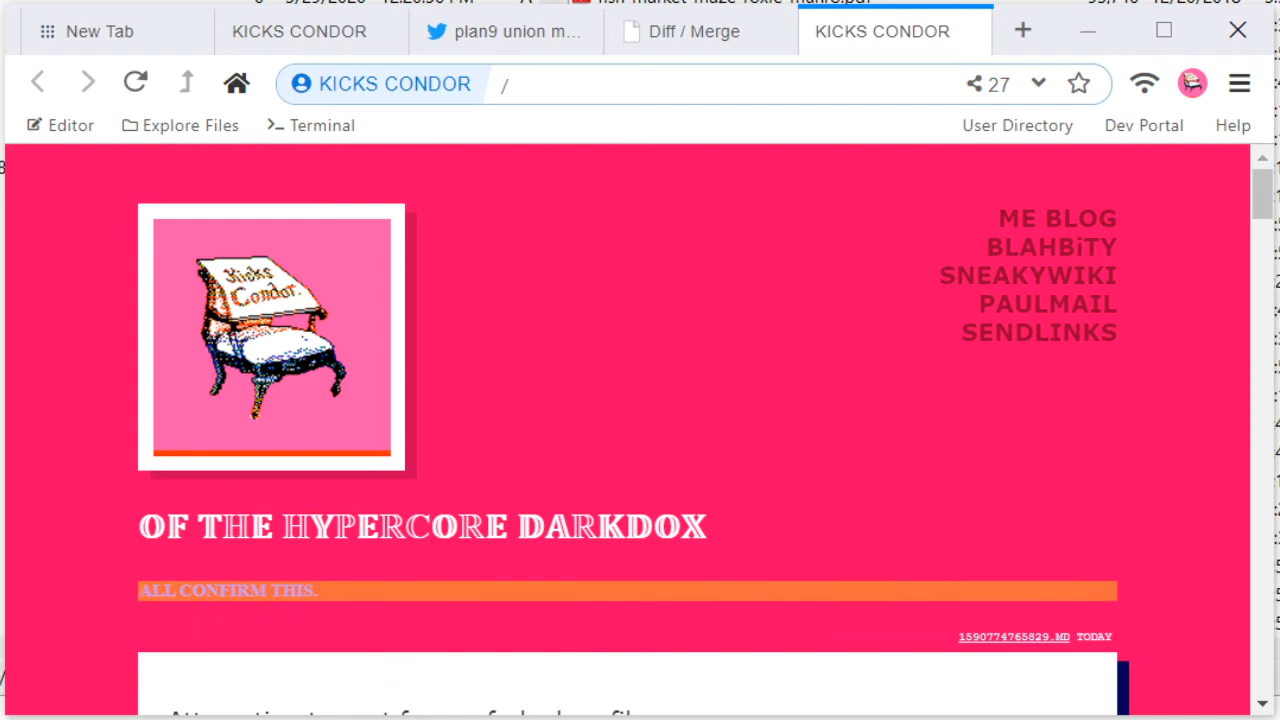 New Tab
KICKS CONDOR
plan9 union m...
Diff / Merge
KICKS CONDOR
KICKS CONDOR /
27
Editor
Explore Files
Terminal
User Directory
Dev Portal
Help
Kicks
Condor.
ME BLOG
BLAHBiTY
SNEAKYWIKI
PAULMAIL
SENDLINKS
OF THE HYPERCORE DARKDOX
ALL CONFIRM THIS.
1590774765829.MD TODAY